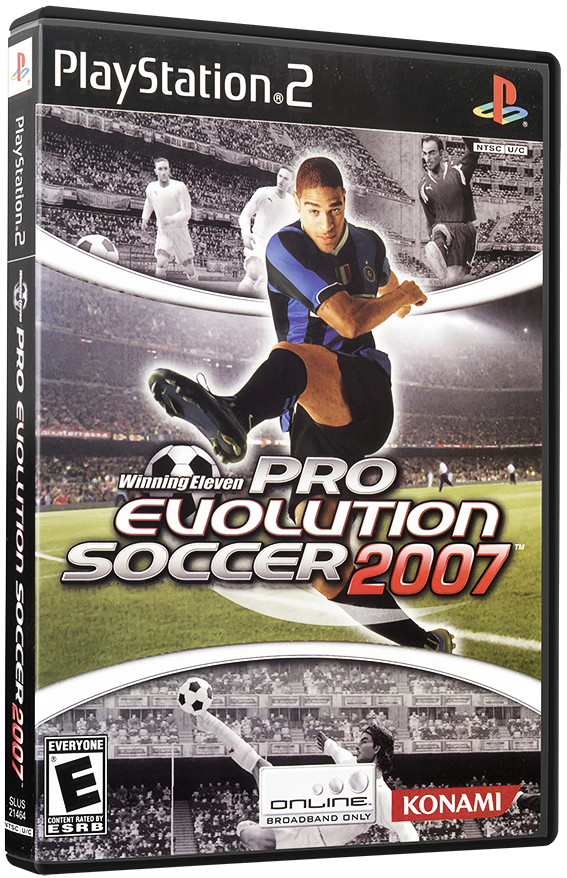 PlayStation®2
NTSC U/C
Winning Eleven
PRO
EVOLUTION
SOCCER 2007™
EVERYONE
E
®
CONTENT RATED BY
ESRB
ONLINE™
BROADBAND ONLY
KONAMI
PlayStation®2
PRO EVOLUTION SOCCER 2007
SLUS
21464
NTSC U/C